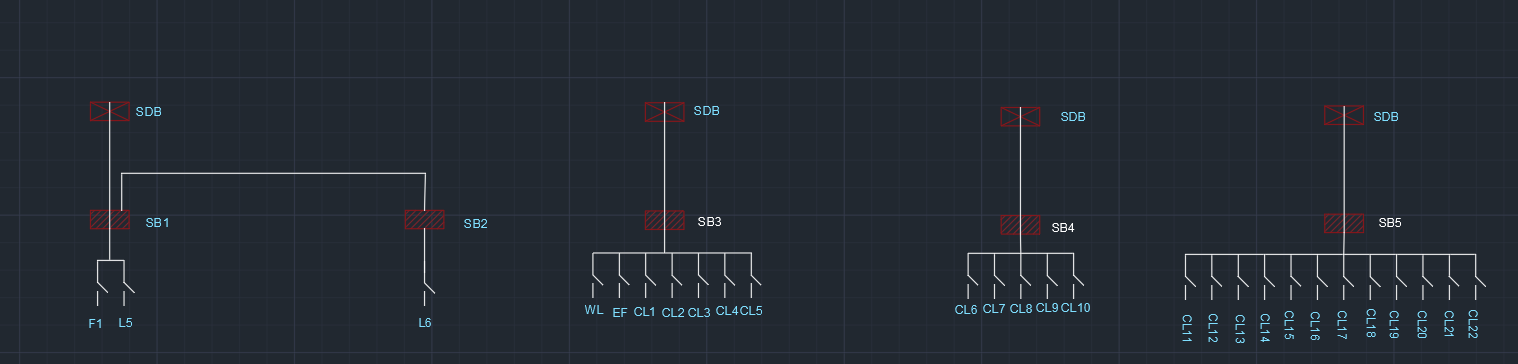 SDB
SDB
SDB
SDB
SB1
SB2
SB3
SB4
SB5
F1 L5
L6
WL EF CL1 CL2 CL3 CL4 CL5
CL6 CL7 CL8 CL9 CL10
CL11 CL12 CL13 CL14 CL15 CL16 CL17 CL18 CL19 CL20 CL21 CL22